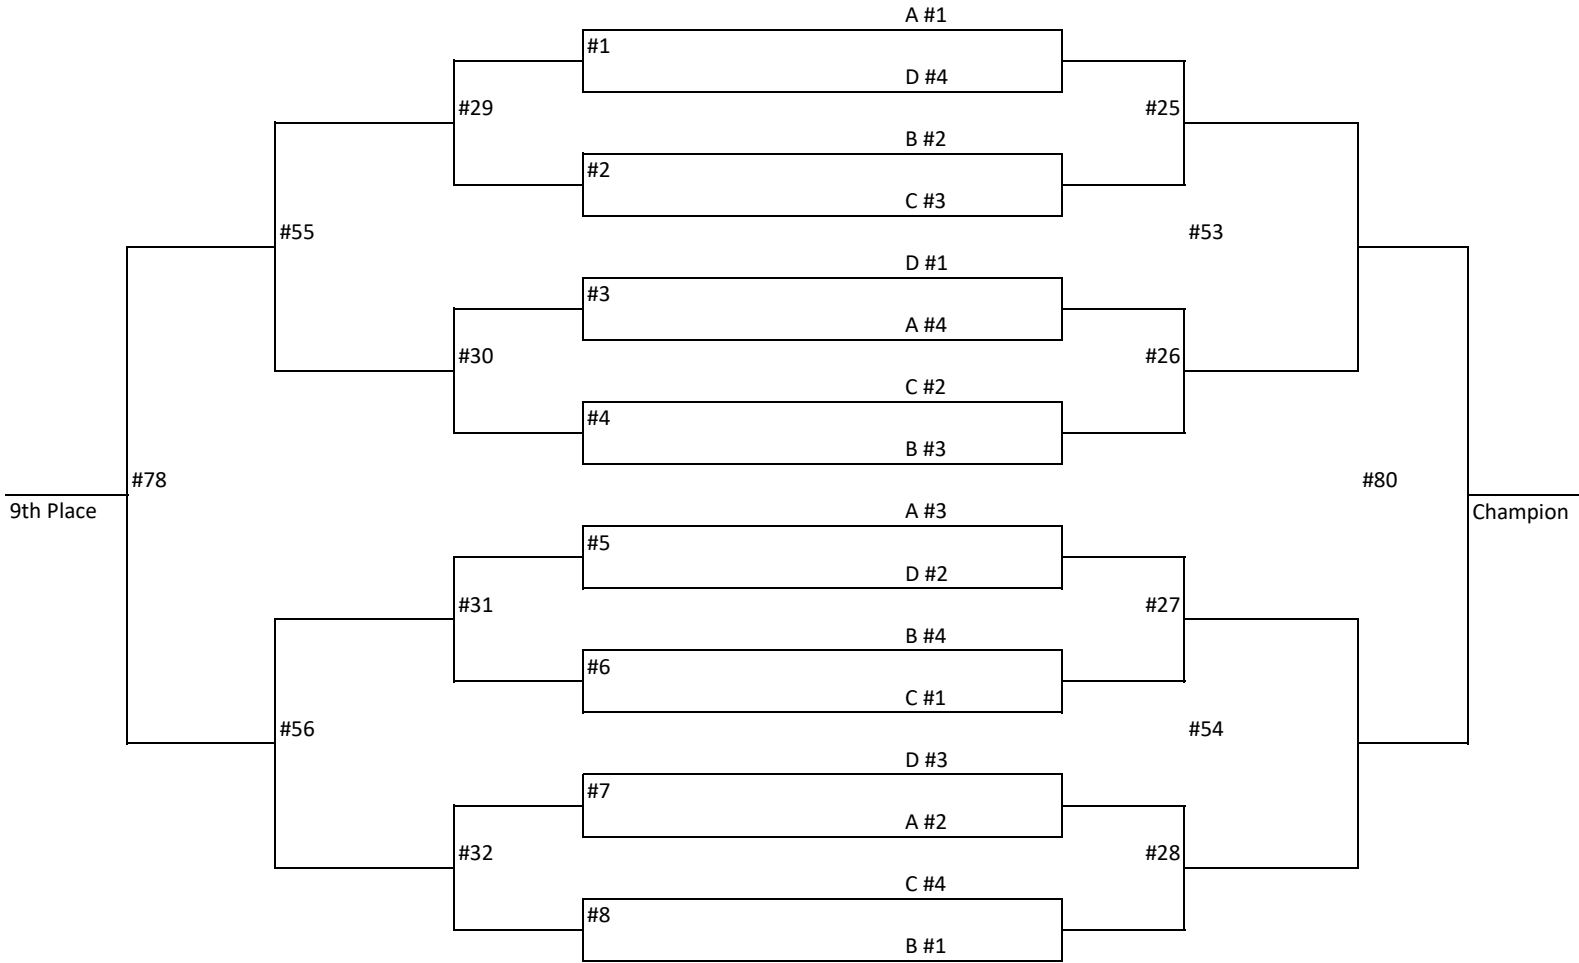 A #1
#1
D #4
#29
#25
B #2
#2
C #3
#55
#53
D #1
#3
A #4
#30
#26
C #2
#4
B #3
#78
#80
9th Place
A #3
Champion
#5
D #2
#31
#27
B #4
#6
C #1
#56
#54
D #3
#7
A #2
#32
#28
C #4
#8
B #1